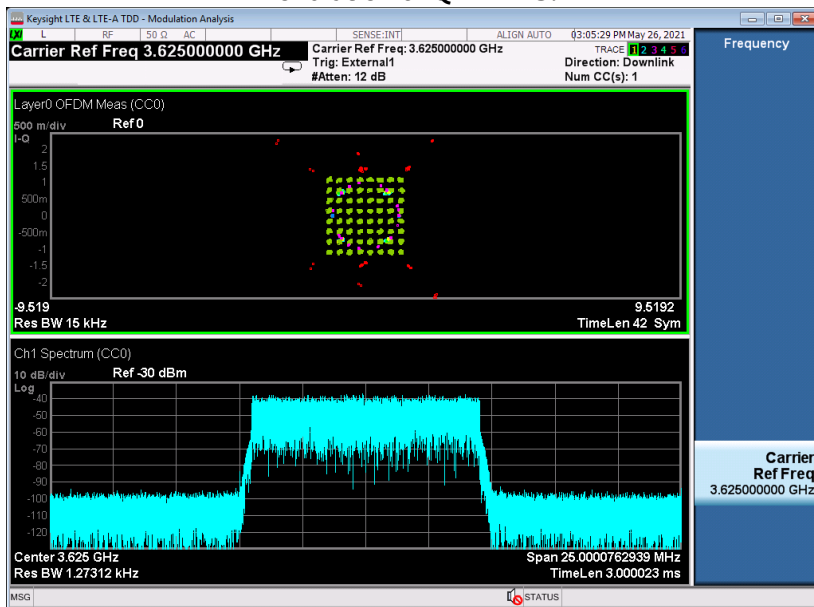 Keysight LTE & LTE-A TDD - Modulation Analysis
LXI L RF 50 Ω AC SENSE:INT ALIGN AUTO 03:05:29 PM May 26, 2021
Carrier Ref Freq 3.625000000 GHz
Carrier Ref Freq: 3.625000000 GHz
Trig: External1
#Atten: 12 dB
TRACE 1 2 3 4 5 6
Direction: Downlink
Num CC(s): 1
Frequency
Layer0 OFDM Meas (CC0)
500 m/div Ref 0
I-Q
2
1.5
1
500m
0
-500m
-1
-1.5
-2
-9.519 9.5192
Res BW 15 kHz TimeLen 42 Sym
Ch1 Spectrum (CC0)
10 dB/div Ref -30 dBm
Log
-40
-50
-60
-70
-80
-90
-100
-110
-120
Center 3.625 GHz Span 25.0000762939 MHz
Res BW 1.27312 kHz TimeLen 3.000023 ms
Carrier
Ref Freq
3.625000000 GHz
MSG STATUS